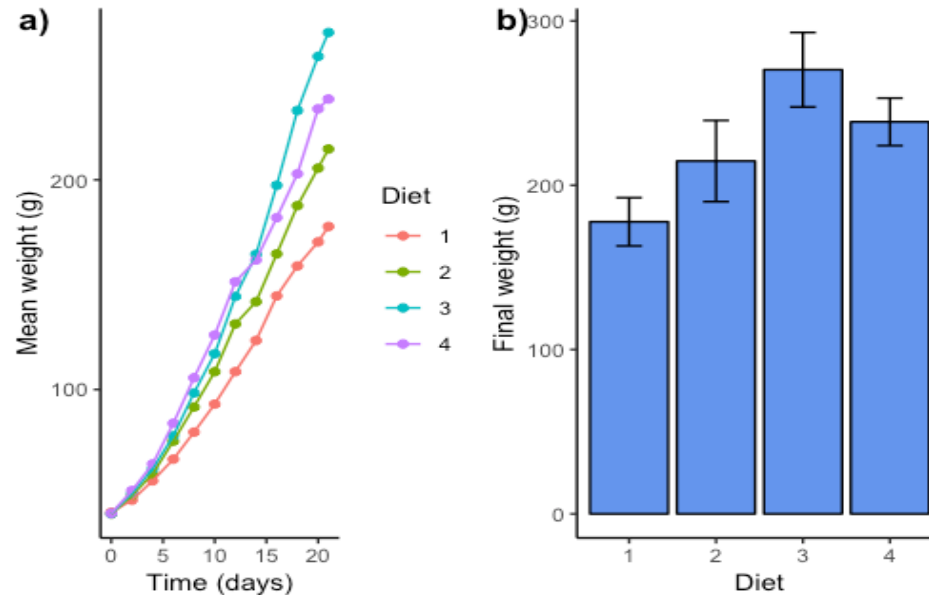 a)
Mean weight (g)
200
100
0 5 10 15 20
Time (days)
Diet
1
2
3
4
b)
Final weight (g)
300
200
100
0
1 2 3 4
Diet